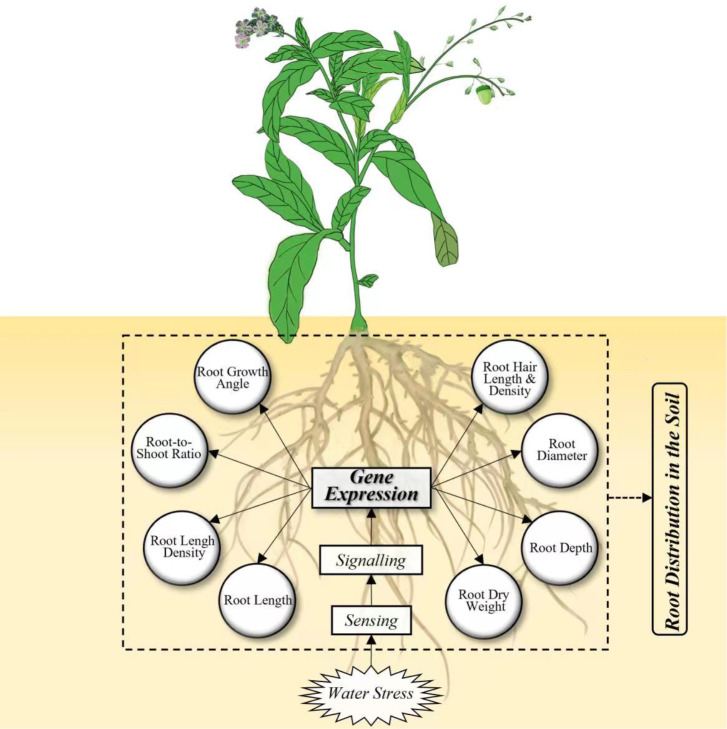 Root Growth
Angle
Root Hair
Length &
Density
Root-to-
Shoot Ratio
Root
Diameter
Gene
Expression
Root Lengh
Density
Root Depth
Signalling
Root Length
Root Dry
Weight
Sensing
Water Stress
Root Distribution in the Soil